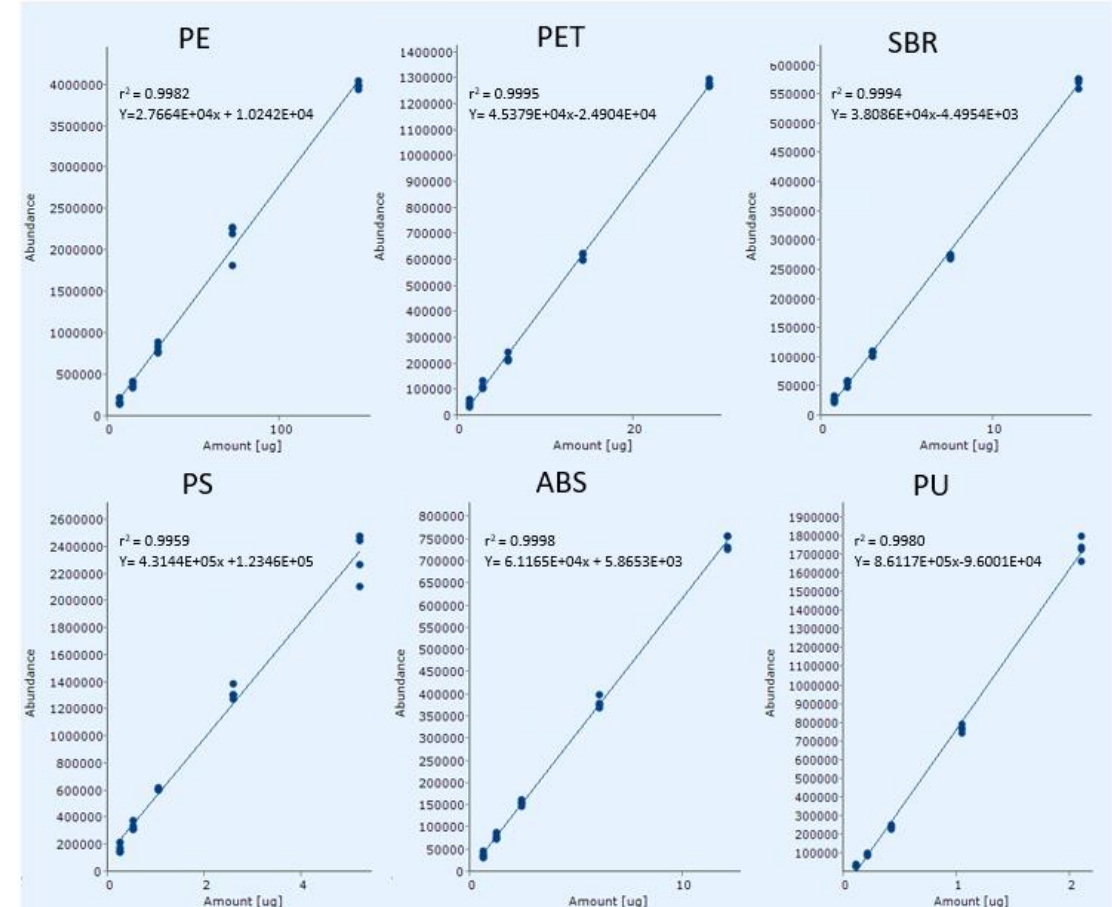 PE
r² = 0.9982
Y=2.7664E+04x + 1.0242E+04
Abundance
4000000
3500000
3000000
2500000
2000000
1500000
1000000
500000
0
0 100
Amount [ug]
PET
r² = 0.9995
Y= 4.5379E+04x-2.4904E+04
Abundance
1400000
1300000
1200000
1100000
1000000
900000
800000
700000
600000
500000
400000
300000
200000
100000
0
0 20
Amount [ug]
SBR
r² = 0.9994
Y= 3.8086E+04x-4.4954E+03
Abundance
600000
550000
500000
450000
400000
350000
300000
250000
200000
150000
100000
50000
0
0 10
Amount [ug]
PS
r² = 0.9959
Y= 4.3144E+05x +1.2346E+05
Abundance
2600000
2400000
2200000
2000000
1800000
1600000
1400000
1200000
1000000
800000
600000
400000
200000
0
0 2 4
Amount [ug]
ABS
r² = 0.9998
Y= 6.1165E+04x + 5.8653E+03
Abundance
800000
750000
700000
650000
600000
550000
500000
450000
400000
350000
300000
250000
200000
150000
100000
50000
0
0 10
Amount [ug]
PU
r² = 0.9980
Y= 8.6117E+05x-9.6001E+04
Abundance
1900000
1800000
1700000
1600000
1500000
1400000
1300000
1200000
1100000
1000000
900000
800000
700000
600000
500000
400000
300000
200000
100000
0 1 2
Amount [ug]